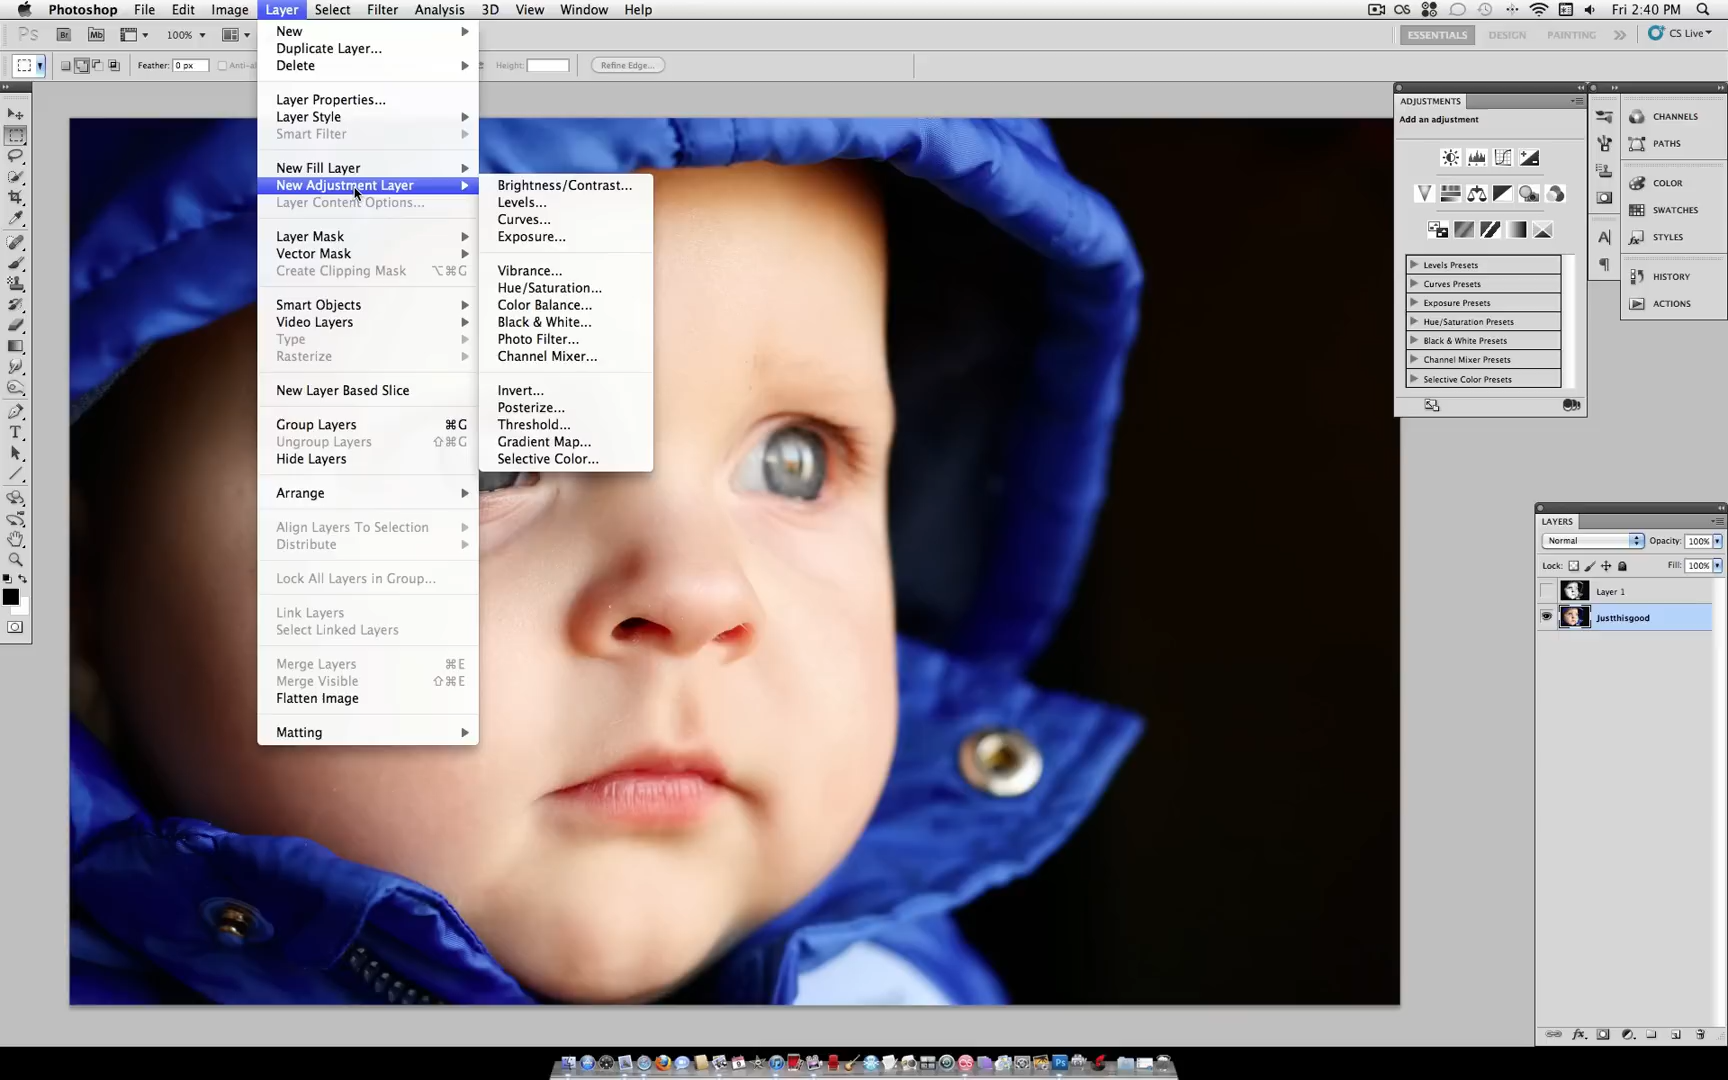 Photoshop File Edit Image Layer Select Filter Analysis 3D View Window Help Fri 2:40 PM
Ps Br Mb 100% ESSENTIALS DESIGN PAINTING CS Live
Feather: 0 px Height: Refine Edge...
New
Duplicate Layer...
Delete
Layer Properties...
Layer Style
Smart Filter
New Fill Layer
New Adjustment Layer
Layer Content Options...
Layer Mask
Vector Mask
Create Clipping Mask ⌥⌘G
Smart Objects
Video Layers
Type
Rasterize
New Layer Based Slice
Group Layers ⌘G
Ungroup Layers ⇧⌘G
Hide Layers
Arrange
Align Layers To Selection
Distribute
Lock All Layers in Group...
Link Layers
Select Linked Layers
Merge Layers ⌘E
Merge Visible ⇧⌘E
Flatten Image
Matting
Brightness/Contrast...
Levels...
Curves...
Exposure...
Vibrance...
Hue/Saturation...
Color Balance...
Black & White...
Photo Filter...
Channel Mixer...
Invert...
Posterize...
Threshold...
Gradient Map...
Selective Color...
ADJUSTMENTS
Add an adjustment
Levels Presets
Curves Presets
Exposure Presets
Hue/Saturation Presets
Black & White Presets
Channel Mixer Presets
Selective Color Presets
CHANNELS
PATHS
COLOR
SWATCHES
STYLES
HISTORY
ACTIONS
LAYERS
Normal Opacity: 100%
Lock: Fill: 100%
Layer 1
Justthisgood